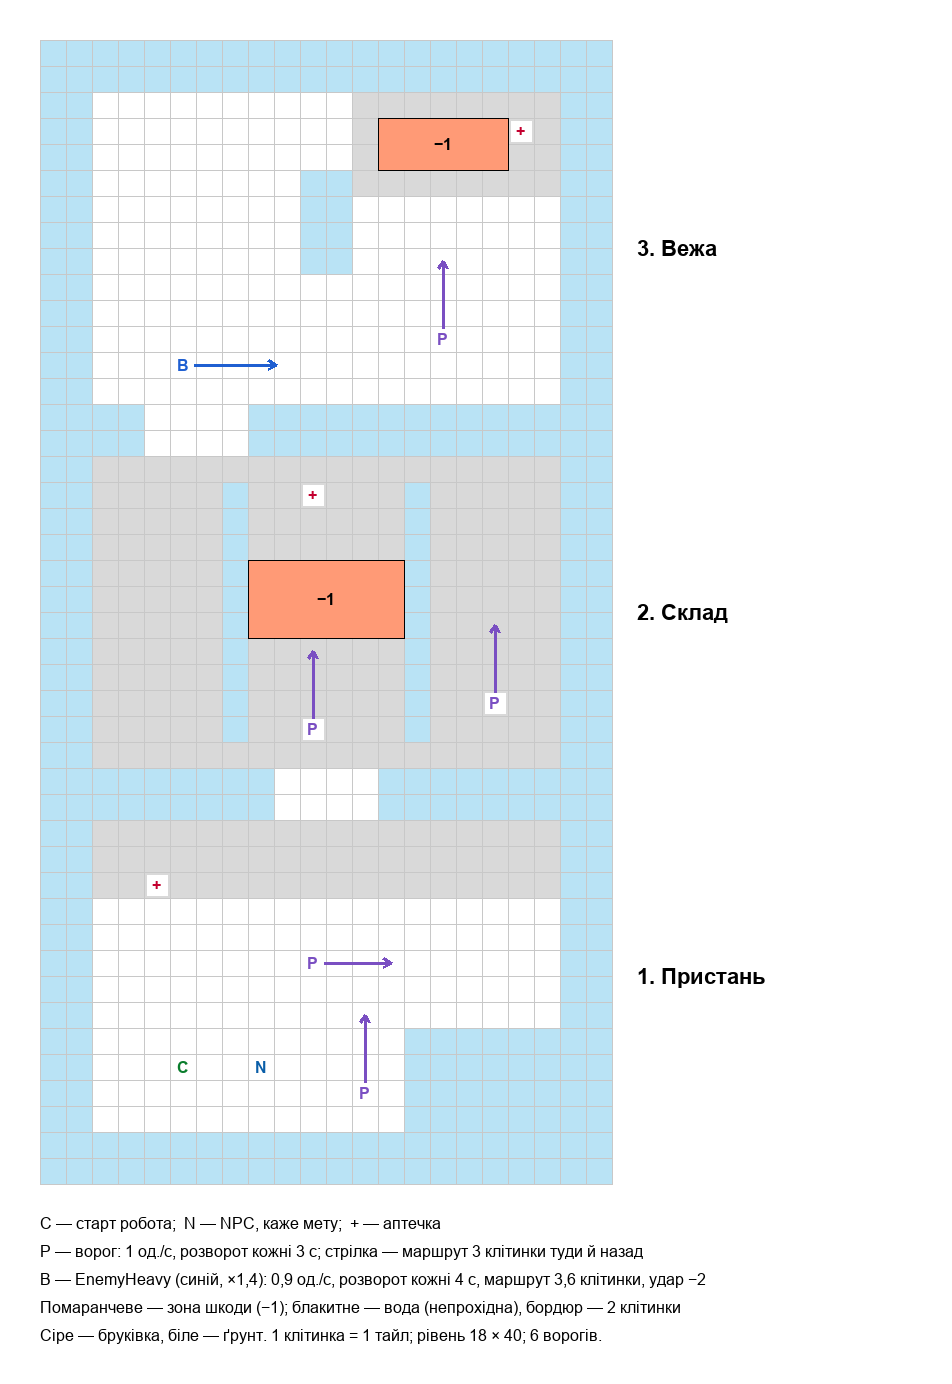 −1
+
3. Вежа
P
B
+
−1
2. Склад
P
P
+
P
1. Пристань
C
N
P
C — старт робота; N — NPC, каже мету; + — аптечка
P — ворог: 1 од./с, розворот кожні 3 с; стрілка — маршрут 3 клітинки туди й назад
B — EnemyHeavy (синій, ×1,4): 0,9 од./с, розворот кожні 4 с, маршрут 3,6 клітинки, удар −2
Помаранчеве — зона шкоди (−1); блакитне — вода (непрохідна), бордюр — 2 клітинки
Сіре — бруківка, біле — ґрунт. 1 клітинка = 1 тайл; рівень 18 × 40; 6 ворогів.